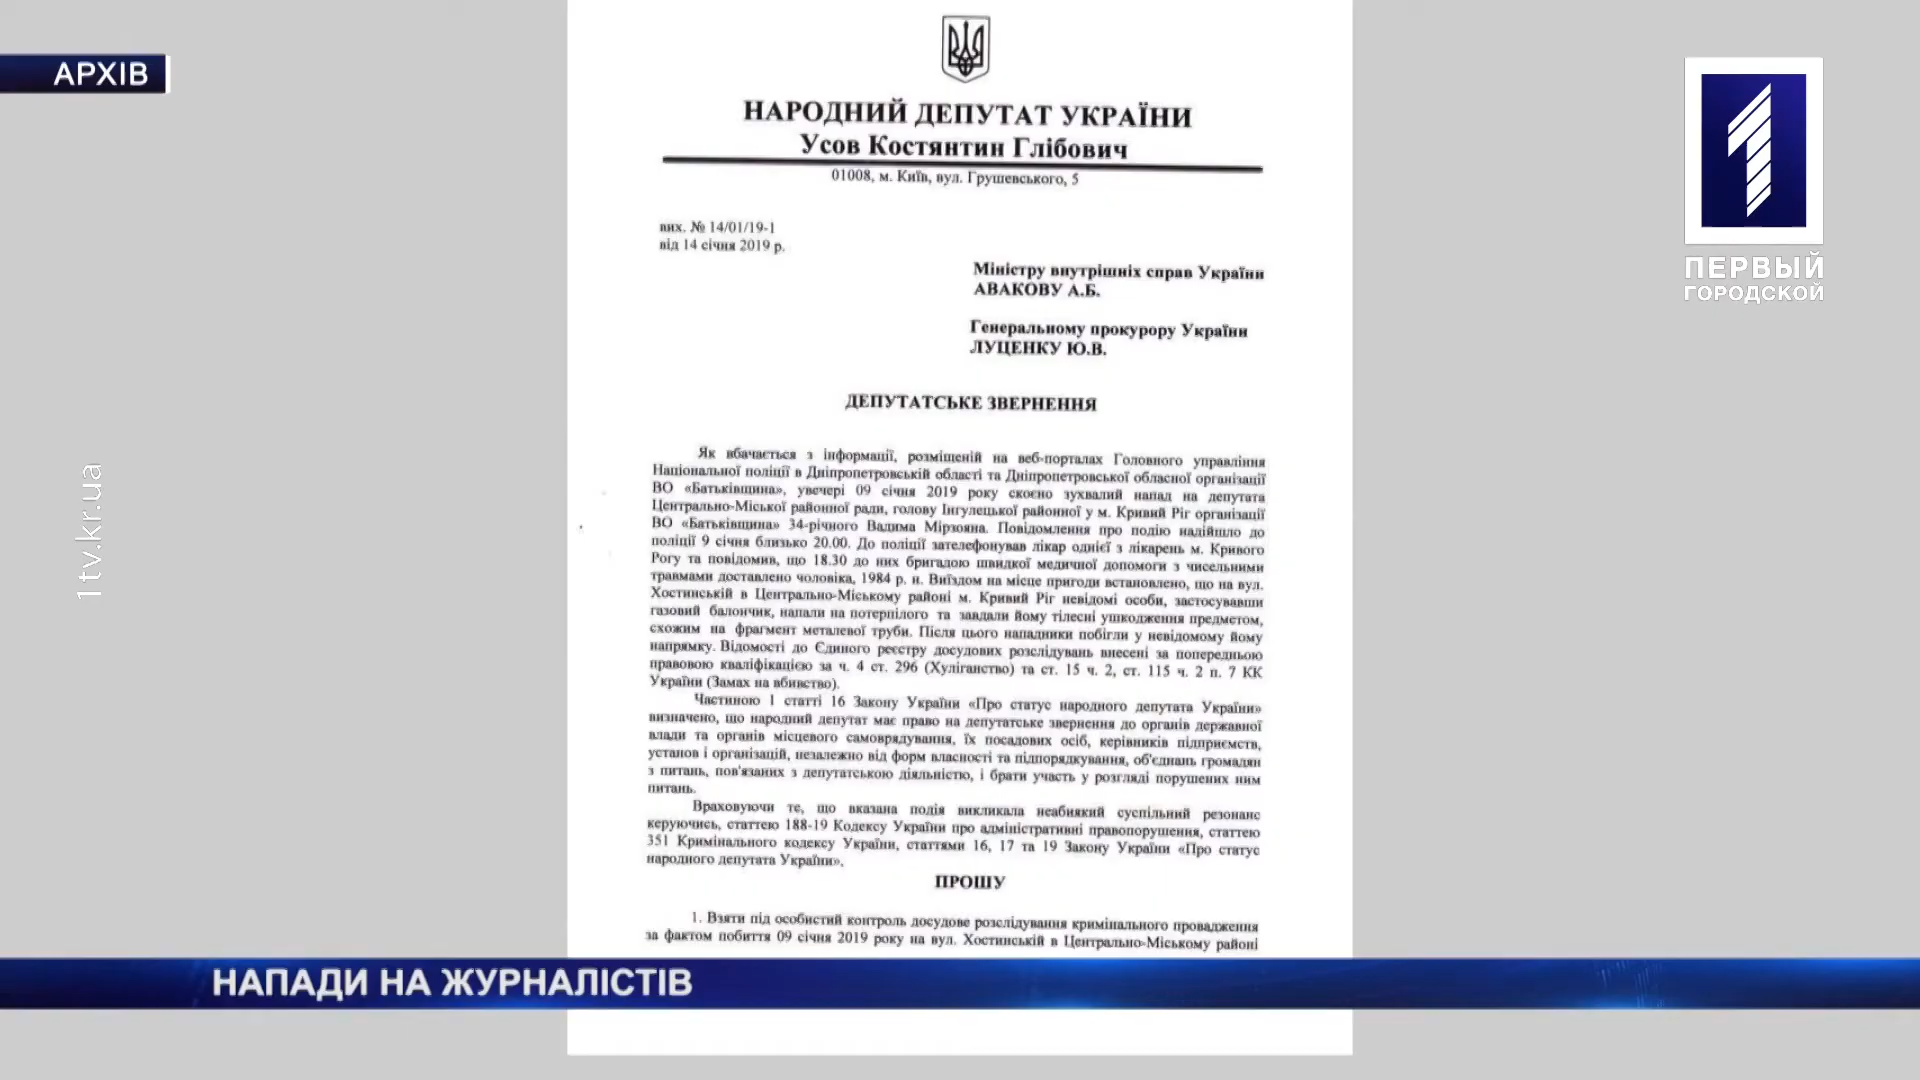 АРХІВ
НАРОДНИЙ ДЕПУТАТ УКРАЇНИ
Усов Костянтин Глібович
01008, м. Київ, вул. Грушевського, 5
вих. № 14/01/19-1
від 14 січня 2019 р.
Міністру внутрішніх справ України
АВАКОВУ А.Б.
Генеральному прокурору України
ЛУЦЕНКУ Ю.В.
ДЕПУТАТСЬКЕ ЗВЕРНЕННЯ
Як вбачається з інформації, розміщеній на веб-порталах Головного управління
Національної поліції в Дніпропетровській області та Дніпропетровської обласної організації
ВО «Батьківщина», увечері 09 січня 2019 року скоєно зухвалий напад на депутата
Центрально-Міської районної ради, голову Інгулецької районної у м. Кривий Ріг організації
ВО «Батьківщина» 34-річного Вадима Мірзояна. Повідомлення про подію надійшло до
поліції 9 січня близько 20.00. До поліції зателефонував лікар однієї з лікарень м. Кривого
Рогу та повідомив, що 18.30 до них бригадою швидкої медичної допомоги з чисельними
травмами доставлено чоловіка, 1984 р. н. Виїздом на місце пригоди встановлено, що на вул.
Хостинській в Центрально-Міському районі м. Кривий Ріг невідомі особи, застосувавши
газовий балончик, напали на потерпілого та завдали йому тілесні ушкодження предметом,
схожим на фрагмент металевої труби. Після цього нападники побігли у невідомому йому
напрямку. Відомості до Єдиного реєстру досудових розслідувань внесені за попередньою
правовою кваліфікацією за ч. 4 ст. 296 (Хуліганство) та ст. 15 ч. 2, ст. 115 ч. 2 п. 7 КК
України (Замах на вбивство).
Частиною 1 статті 16 Закону України «Про статус народного депутата України»
визначено, що народний депутат має право на депутатське звернення до органів державної
влади та органів місцевого самоврядування, їх посадових осіб, керівників підприємств,
установ і організацій, незалежно від форм власності та підпорядкування, об'єднань громадян
з питань, пов'язаних з депутатською діяльністю, і брати участь у розгляді порушених ним
питань.
Враховуючи те, що вказана подія викликала неабиякий суспільний резонанс
керуючись, статтею 188-19 Кодексу України про адміністративні правопорушення, статтею
351 Кримінального кодексу України, статтями 16, 17 та 19 Закону України «Про статус
народного депутата України»,
ПРОШУ
1. Взяти під особистий контроль досудове розслідування кримінального провадження
за фактом побиття 09 січня 2019 року на вул. Хостинській в Центрально-Міському районі
НАПАДИ НА ЖУРНАЛІСТІВ
1tv.kr.ua
1
ПЕРВЫЙ
ГОРОДСКОЙ